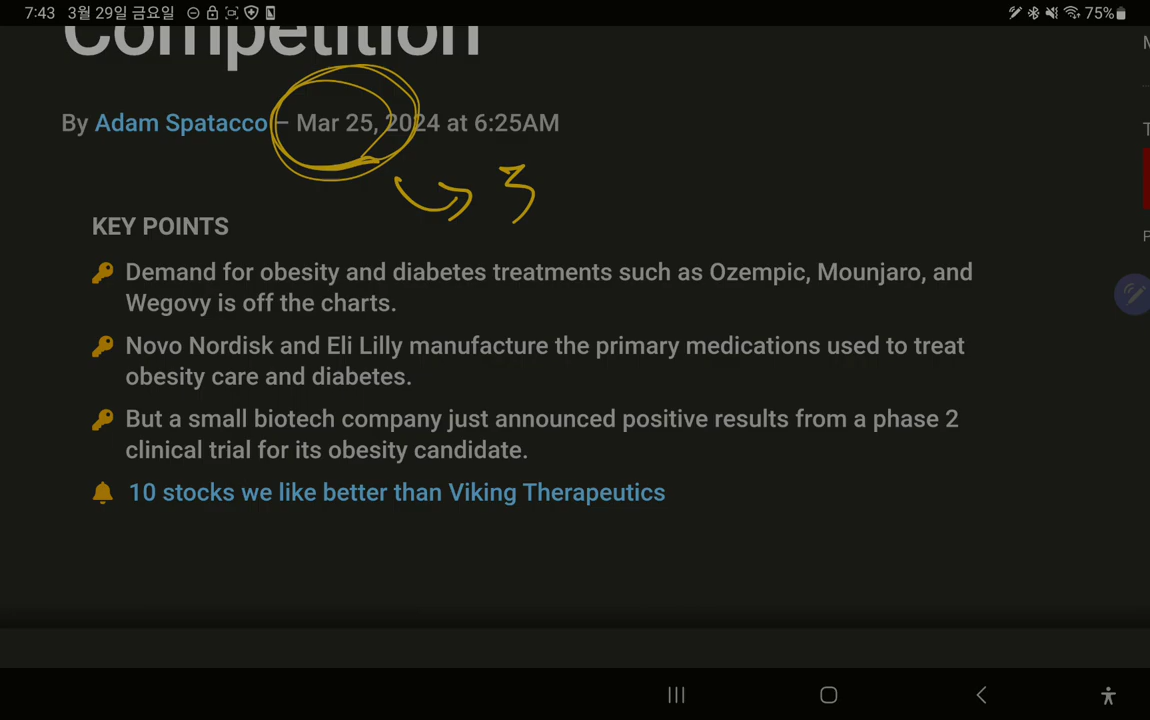 7:43 3월 29일 금요일 75%
Competition
By Adam Spatacco – Mar 25, 2024 at 6:25AM
3
KEY POINTS
Demand for obesity and diabetes treatments such as Ozempic, Mounjaro, and
Wegovy is off the charts.
Novo Nordisk and Eli Lilly manufacture the primary medications used to treat
obesity care and diabetes.
But a small biotech company just announced positive results from a phase 2
clinical trial for its obesity candidate.
10 stocks we like better than Viking Therapeutics